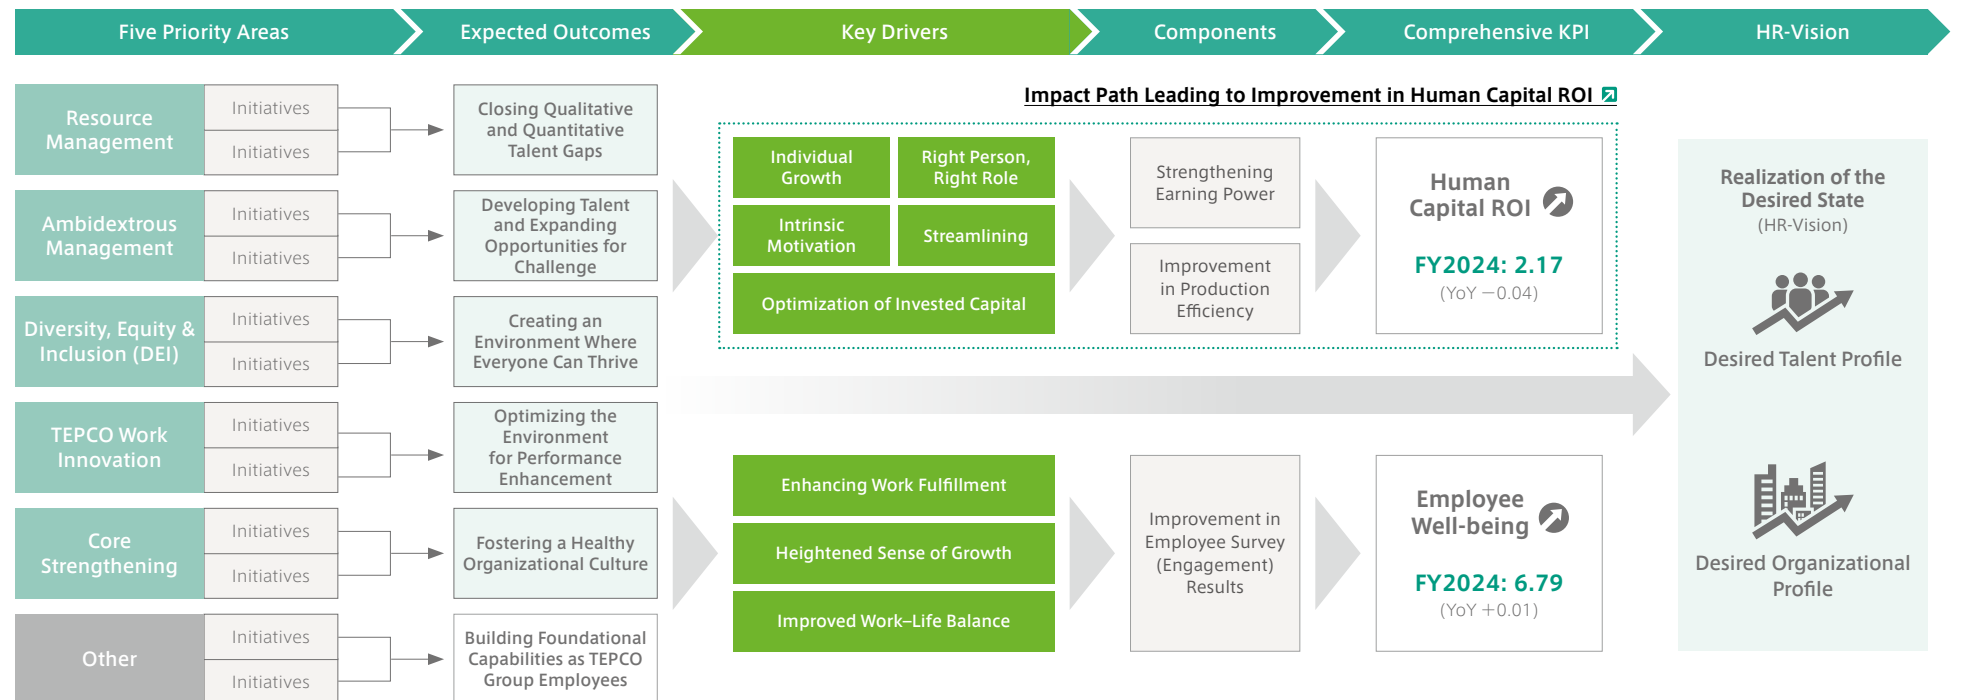 Five Priority Areas
Expected Outcomes
Key Drivers
Components
Comprehensive KPI
HR-Vision
Resource
Management
Initiatives
Initiatives
Closing Qualitative
and Quantitative
Talent Gaps
Ambidextrous
Management
Initiatives
Initiatives
Developing Talent
and Expanding
Opportunities for
Challenge
Diversity, Equity &
Inclusion (DEI)
Initiatives
Initiatives
Creating an
Environment Where
Everyone Can Thrive
TEPCO Work
Innovation
Initiatives
Initiatives
Optimizing the
Environment
for Performance
Enhancement
Core
Strengthening
Initiatives
Initiatives
Fostering a Healthy
Organizational Culture
Other
Initiatives
Initiatives
Building Foundational
Capabilities as TEPCO
Group Employees
Impact Path Leading to Improvement in Human Capital ROI
Individual
Growth
Right Person,
Right Role
Intrinsic
Motivation
Streamlining
Optimization of Invested Capital
Strengthening
Earning Power
Improvement
in Production
Efficiency
Human
Capital ROI
FY2024: 2.17
(YoY −0.04)
Enhancing Work Fulfillment
Heightened Sense of Growth
Improved Work–Life Balance
Improvement in
Employee Survey
(Engagement)
Results
Employee
Well-being
FY2024: 6.79
(YoY +0.01)
Realization of the
Desired State
(HR-Vision)
Desired Talent Profile
Desired Organizational
Profile